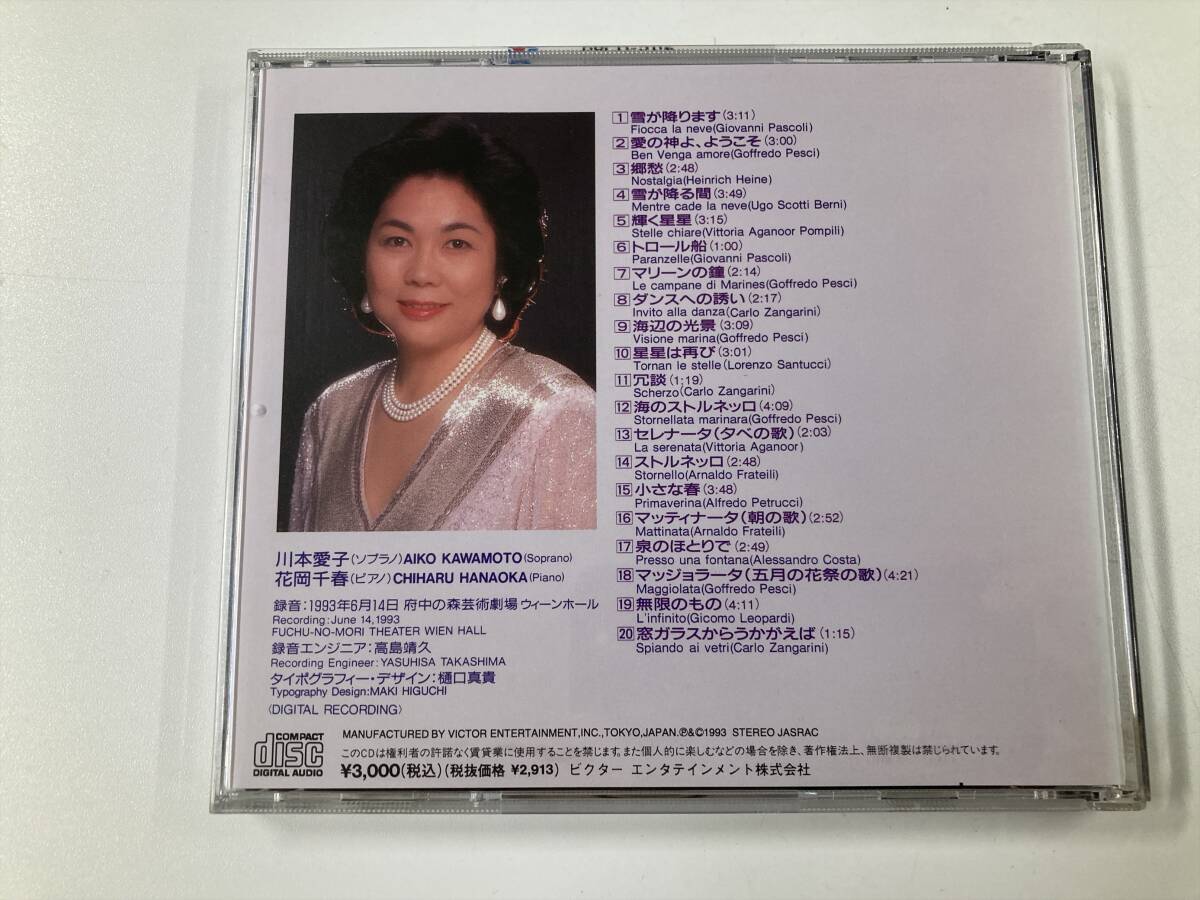 1 雪が降ります(3:11)
Fiocca la neve(Giovanni Pascoli)
2 愛の神よ、ようこそ(3:00)
Ben Venga amore(Goffredo Pesci)
3 郷愁(2:48)
Nostalgia(Heinrich Heine)
4 雪が降る間(3:49)
Mentre cade la neve(Ugo Scotti Berni)
5 輝く星星(3:15)
Stelle chiare(Vittoria Aganoor Pompili)
6 トロール船(1:00)
Paranzelle(Giovanni Pascoli)
7 マリーンの鐘(2:14)
Le campane di Marines(Goffredo Pesci)
8 ダンスへの誘い(2:17)
Invito alla danza(Carlo Zangarini)
9 海辺の光景(3:09)
Visione marina(Goffredo Pesci)
10 星星は再び(3:01)
Tornan le stelle(Lorenzo Santucci)
11 冗談(1:19)
Scherzo(Carlo Zangarini)
12 海のストルネッロ(4:09)
Stornellata marinara(Goffredo Pesci)
13 セレナータ(夕べの歌)(2:03)
La serenata(Vittoria Aganoor)
14 ストルネッロ(2:48)
Stornello(Arnaldo Frateili)
15 小さな春(3:48)
Primaverina(Alfredo Petrucci)
16 マッティナータ(朝の歌)(2:52)
Mattinata(Arnaldo Frateili)
17 泉のほとりで(2:49)
Presso una fontana(Alessandro Costa)
18 マッジョラータ(五月の花祭の歌)(4:21)
Maggiolata(Goffredo Pesci)
19 無限のもの(4:11)
L'infinito(Gicomo Leopardi)
20 窓ガラスからうかがえば(1:15)
Spiando ai vetri(Carlo Zangarini)
川本愛子(ソプラノ)AIKO KAWAMOTO(Soprano)
花岡千春(ピアノ)CHIHARU HANAOKA(Piano)
録音:1993年6月14日 府中の森芸術劇場 ウィーンホール
Recording:June 14,1993
FUCHU-NO-MORI THEATER WIEN HALL
録音エンジニア:高島靖久
Recording Engineer:YASUHISA TAKASHIMA
タイポグラフィー・デザイン:樋口真貴
Typography Design:MAKI HIGUCHI
〈DIGITAL RECORDING〉
COMPACT
disc
DIGITAL AUDIO
MANUFACTURED BY VICTOR ENTERTAINMENT,INC.,TOKYO,JAPAN.℗&©1993 STEREO JASRAC
このCDは権利者の許諾なく賃貸業に使用することを禁じます。また個人的に楽しむなどの場合を除き、著作権法上、無断複製は禁じられています。
¥3,000(税込)(税抜価格 ¥2,913) ビクター エンタテインメント株式会社